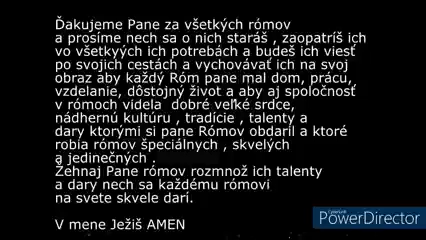 Ďakujeme Pane za všetkých rómov
a prosíme nech sa o nich staráš , zaopatríš ich
vo všetkyých ich potrebách a budeš ich viesť
po svojich cestách a vychovávať ich na svoj
obraz aby každý Róm pane mal dom, prácu,
vzdelanie, dôstojný život a aby aj spoločnosť
v rómoch videla dobré veľké srdce,
nádhernú kultúru , tradície , talenty a
dary ktorými si pane Rómov obdaril a ktoré
robía rómov špeciálnych , skvelých
a jedinečných .
Žehnaj Pane rómov rozmnož ich talenty
a dary nech sa každému rómovi
na svete skvele darí.
V mene Ježiš AMEN
PowerDirector